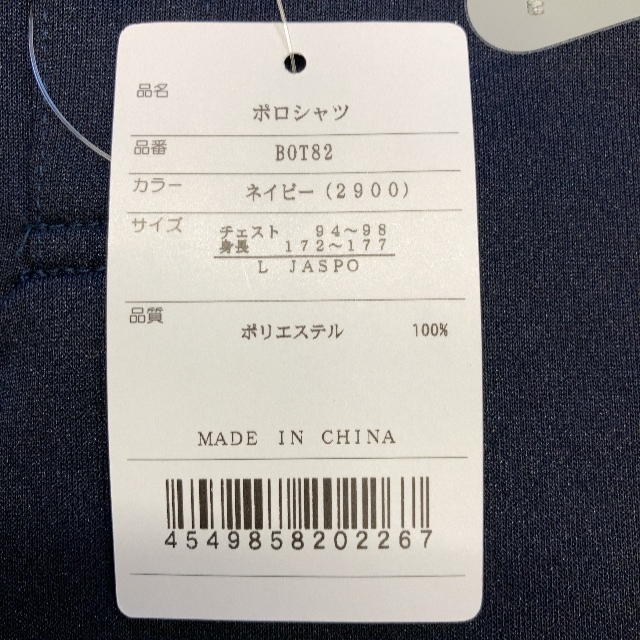 品名
ポロシャツ
品番 BOT82
カラー ネイビー(2900)
サイズ チェスト 94～98
身長 172～177
L JASPO
品質
ポリエステル 100%
MADE IN CHINA
4549858202267